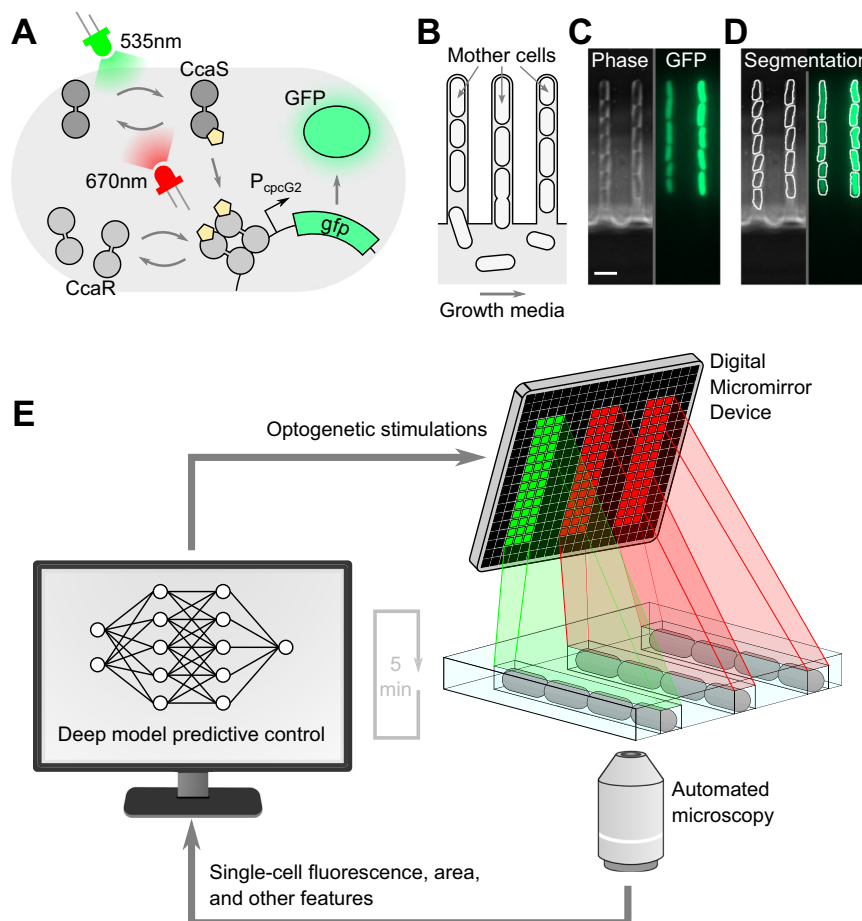 A
535nm
CcaS
GFP
670nm
PcpcG2
gfp
CcaR
B
Mother cells
Growth media
C
Phase
GFP
D
Segmentation
E
Optogenetic stimulations
Digital
Micromirror
Device
5
min
Deep model predictive control
Automated
microscopy
Single-cell fluorescence, area,
and other features